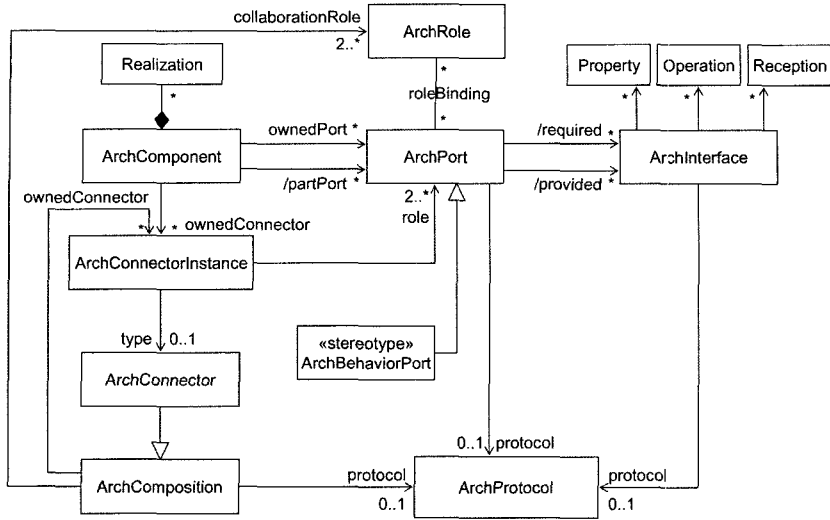 collaborationRole
2..*
ArchRole
Realization
*
*
roleBinding
*
Property
Operation
Reception
*
*
*
ArchComponent
ownedPort *
/partPort *
ArchPort
/required *
/provided *
ArchInterface
ownedConnector
*
* ownedConnector
2..*
role
ArchConnectorInstance
type 0..1
«stereotype»
ArchBehaviorPort
ArchConnector
0..1 protocol
ArchComposition
protocol
0..1
ArchProtocol
protocol
0..1